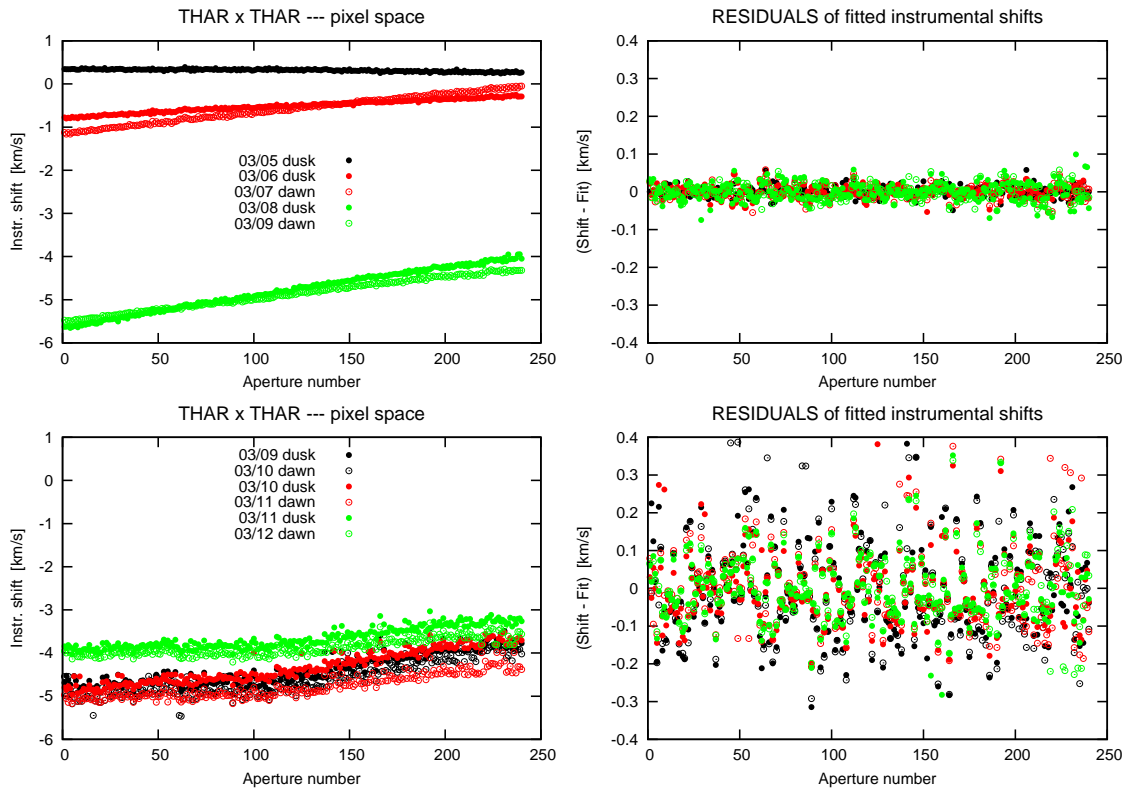 THAR x THAR --- pixel space
Instr. shift [km/s]
1
0
-1
-2
-3
-4
-5
-6
03/05 dusk
03/06 dusk
03/07 dawn
03/08 dusk
03/09 dawn
0
50
100
150
200
250
Aperture number
RESIDUALS of fitted instrumental shifts
(Shift - Fit) [km/s]
0.4
0.3
0.2
0.1
0
-0.1
-0.2
-0.3
-0.4
0
50
100
150
200
250
Aperture number
THAR x THAR --- pixel space
Instr. shift [km/s]
1
0
-1
-2
-3
-4
-5
-6
03/09 dusk
03/10 dawn
03/10 dusk
03/11 dawn
03/11 dusk
03/12 dawn
0
50
100
150
200
250
Aperture number
RESIDUALS of fitted instrumental shifts
(Shift - Fit) [km/s]
0.4
0.3
0.2
0.1
0
-0.1
-0.2
-0.3
-0.4
0
50
100
150
200
250
Aperture number